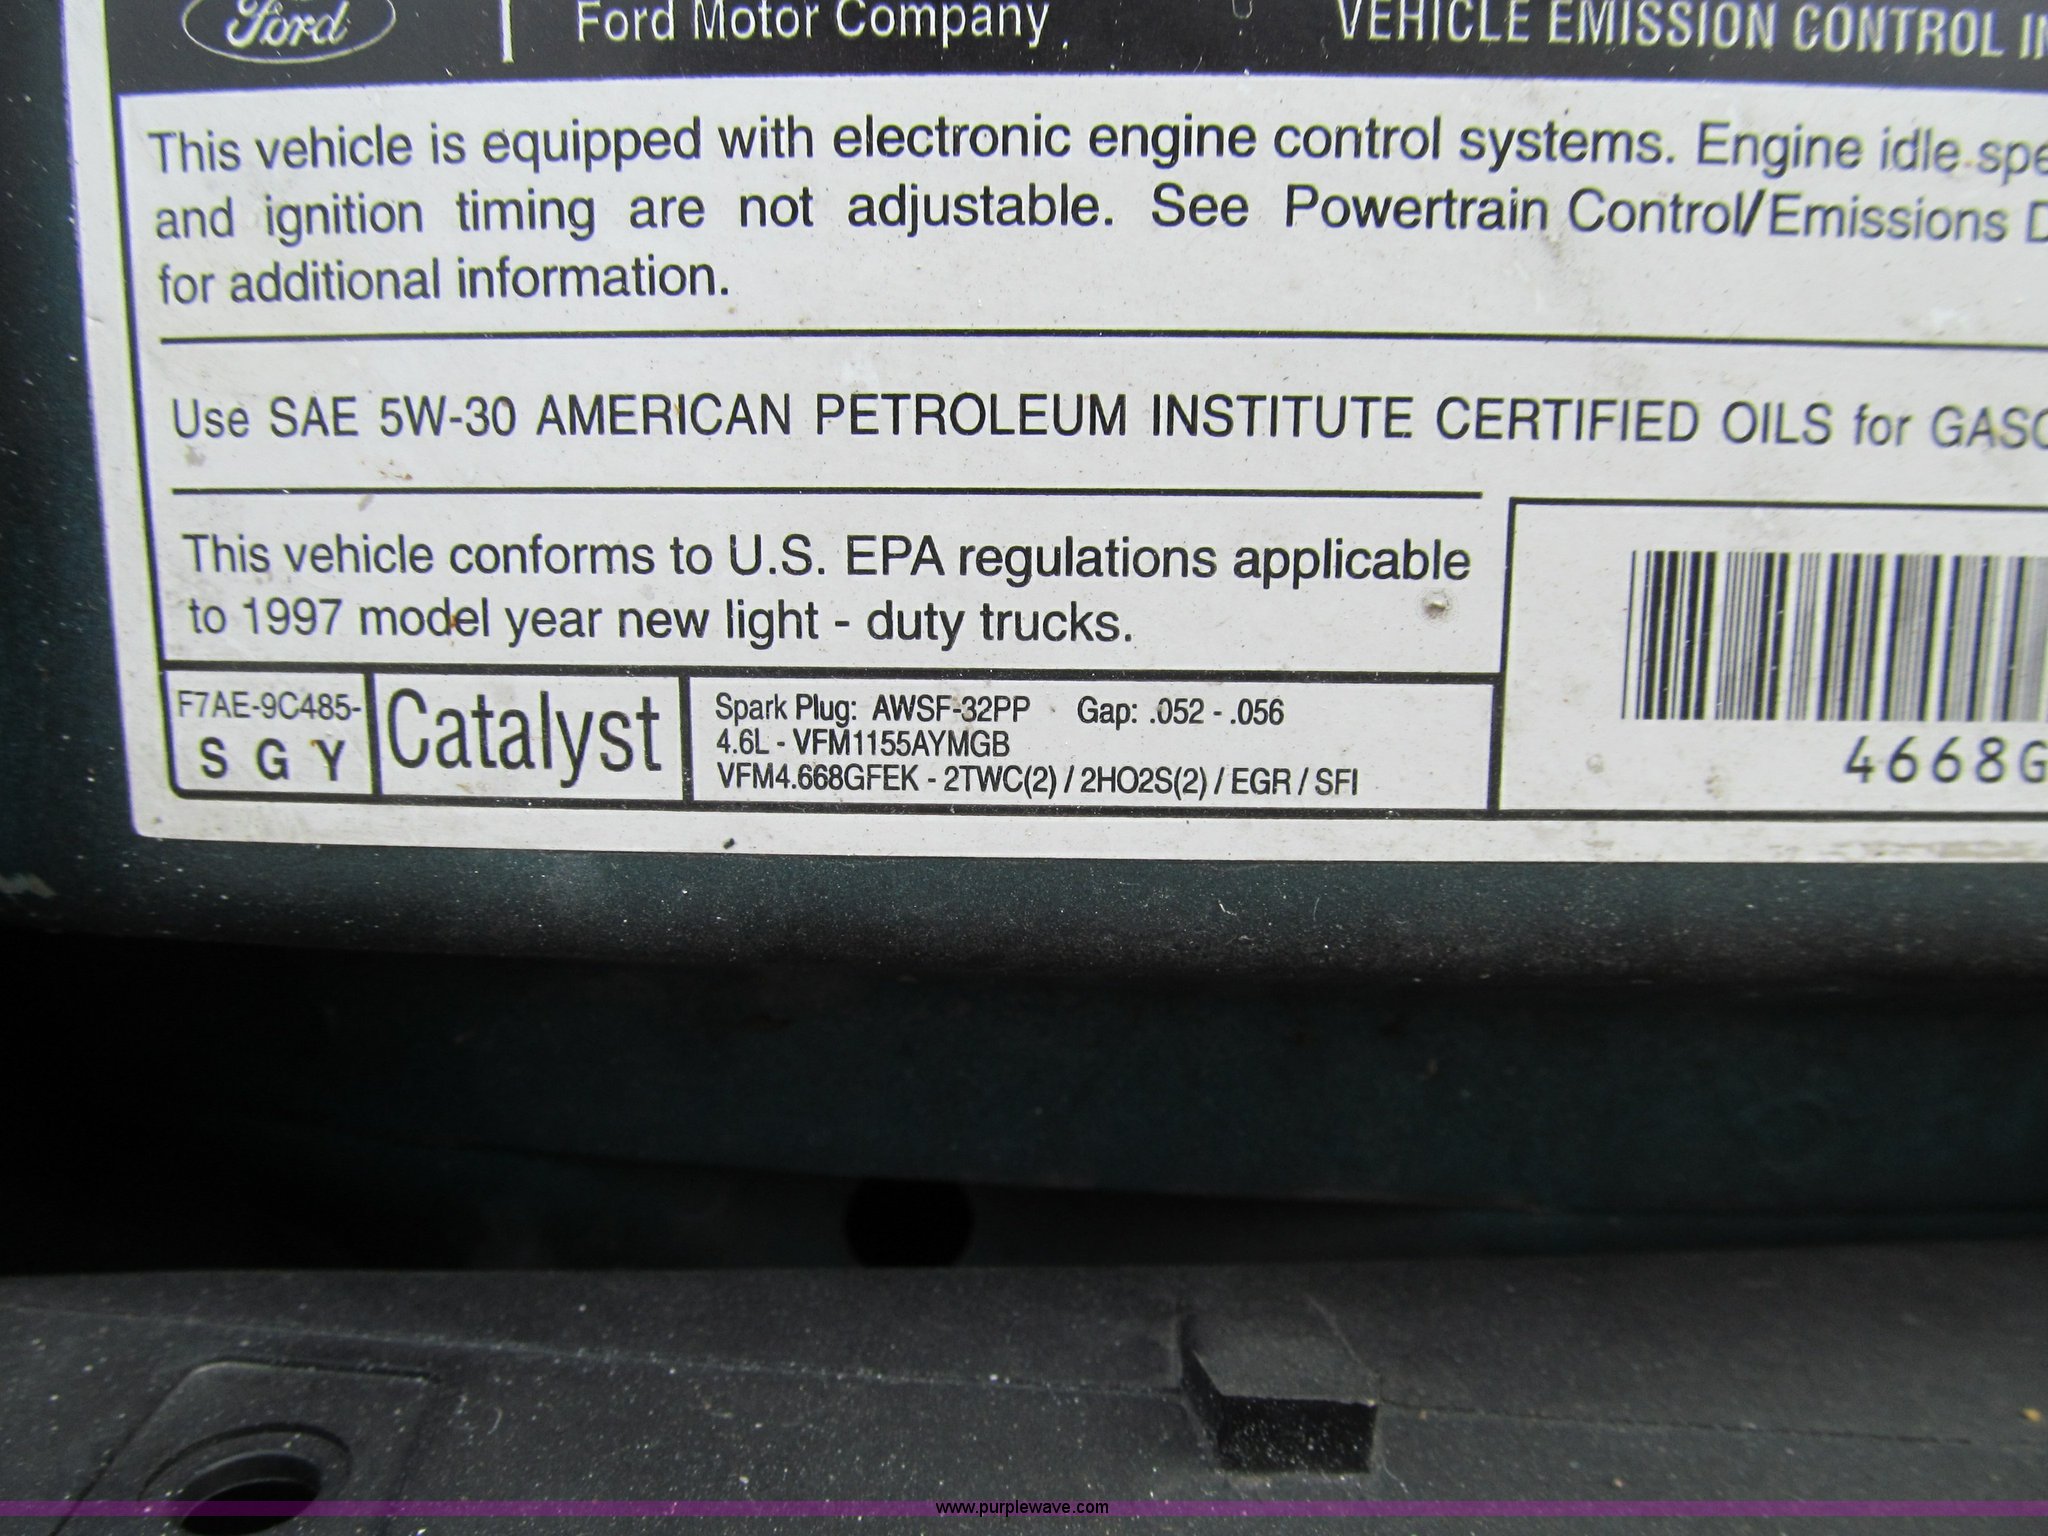 Ford
Ford Motor Company
VEHICLE EMISSION CONTROL
This vehicle is equipped with electronic engine control systems. Engine idle
and ignition timing are not adjustable. See Powertrain Control/Emissions
for additional information.
Use SAE 5W-30 AMERICAN PETROLEUM INSTITUTE CERTIFIED OILS for
This vehicle conforms to U.S. EPA regulations applicable
to 1997 model year new light - duty trucks.
F7AE-9C485-
S G Y
Catalyst
Spark Plug: AWSF-32PP Gap: .052 - .056
4.6L - VFM1155AYMGB
VFM4.668GFEK - 2TWC(2) / 2HO2S(2) / EGR / SFI
4668G
www.purplewave.com